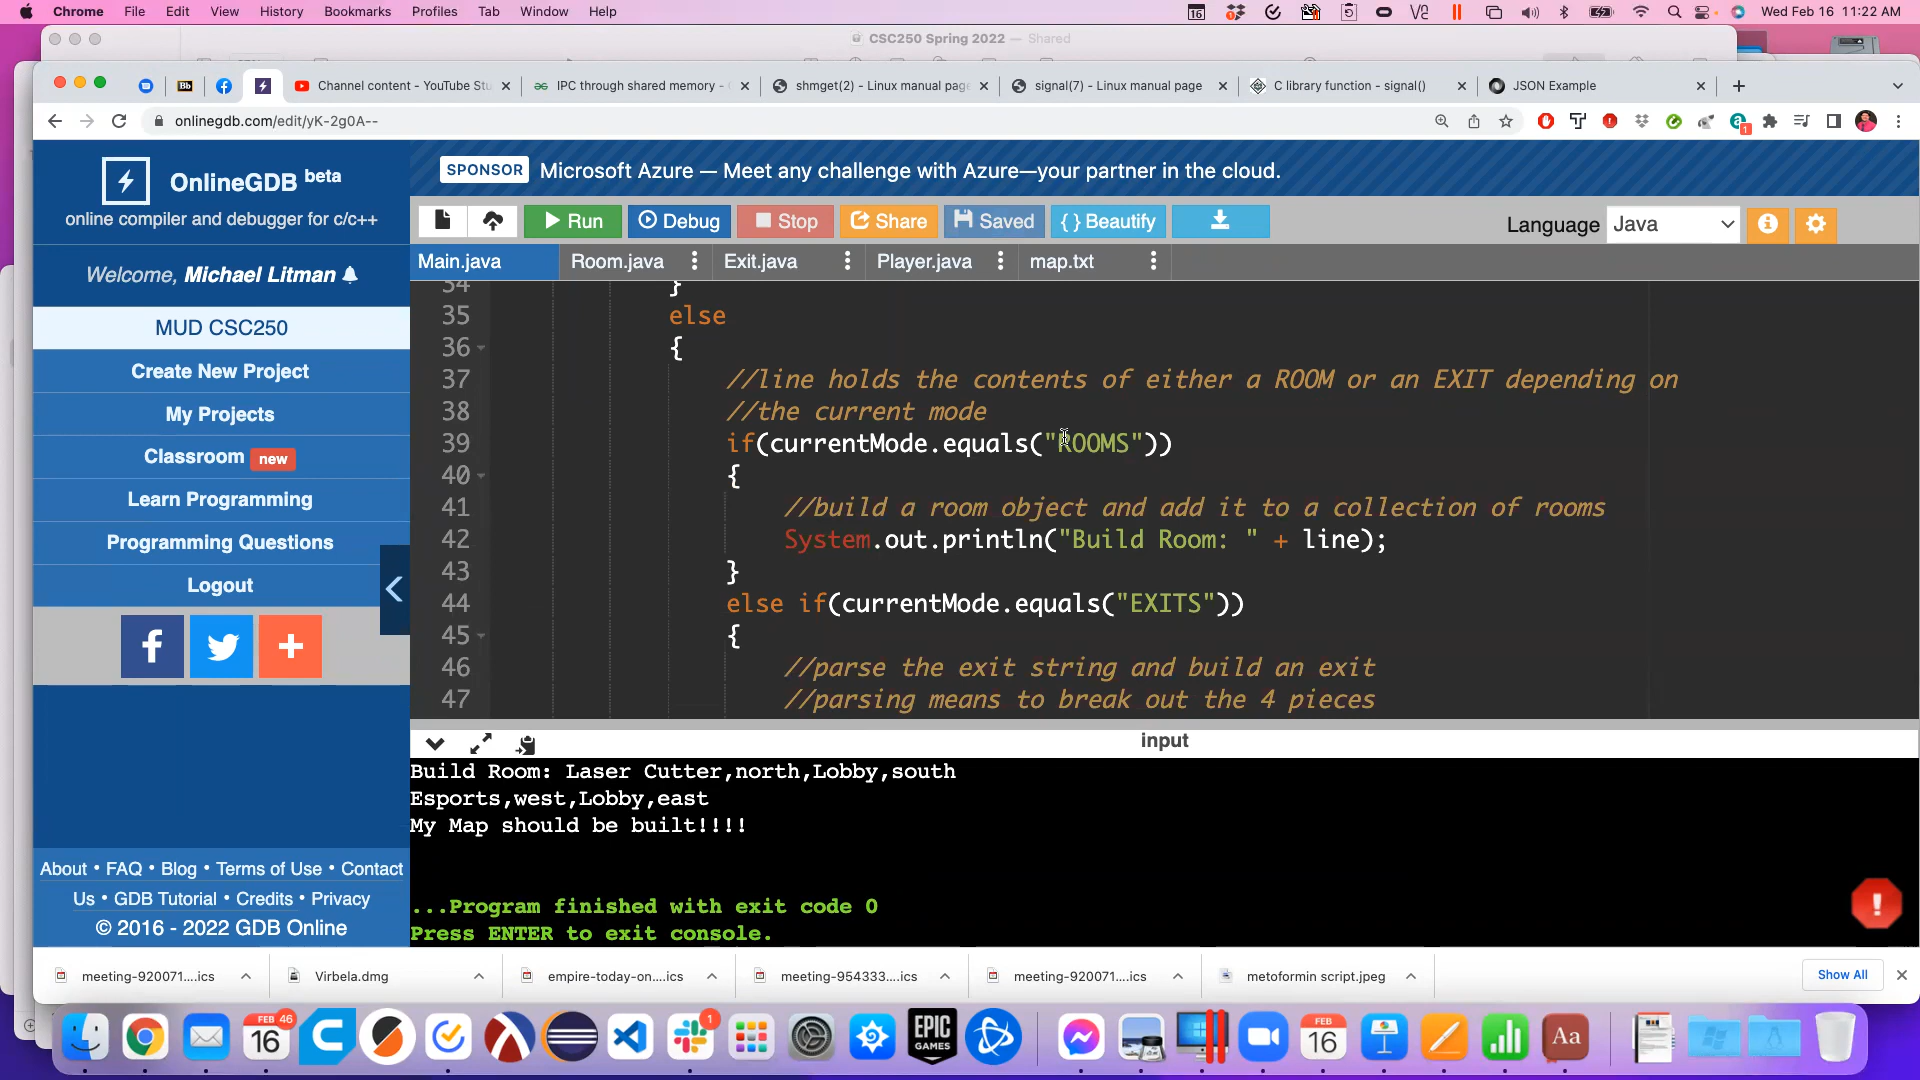 Chrome File Edit View History Bookmarks Profiles Tab Window Help
16 Wed Feb 16 11:22 AM
CSC250 Spring 2022 — Shared
Bb Channel content - YouTube Stu IPC through shared memory - shmget(2) - Linux manual page signal(7) - Linux manual page C library function - signal() JSON Example
onlinegdb.com/edit/yK-2g0A--
OnlineGDB beta
online compiler and debugger for c/c++
SPONSOR Microsoft Azure — Meet any challenge with Azure—your partner in the cloud.
Run Debug Stop Share Saved { } Beautify
Language Java
Welcome, Michael Litman
MUD CSC250
Create New Project
My Projects
Classroom new
Learn Programming
Programming Questions
Logout
About • FAQ • Blog • Terms of Use • Contact
Us • GDB Tutorial • Credits • Privacy
© 2016 - 2022 GDB Online
Main.java Room.java Exit.java Player.java map.txt
34 }
35 else
36 {
37 //line holds the contents of either a ROOM or an EXIT depending on
38 //the current mode
39 if(currentMode.equals("ROOMS"))
40 {
41 //build a room object and add it to a collection of rooms
42 System.out.println("Build Room: " + line);
43 }
44 else if(currentMode.equals("EXITS"))
45 {
46 //parse the exit string and build an exit
47 //parsing means to break out the 4 pieces
input
Build Room: Laser Cutter,north,Lobby,south
Esports,west,Lobby,east
My Map should be built!!!!
...Program finished with exit code 0
Press ENTER to exit console.
meeting-920071....ics Virbela.dmg empire-today-on....ics meeting-954333....ics meeting-920071....ics metoformin script.jpeg Show All
FEB 46
16
1
EPIC GAMES
FEB
16
Aa